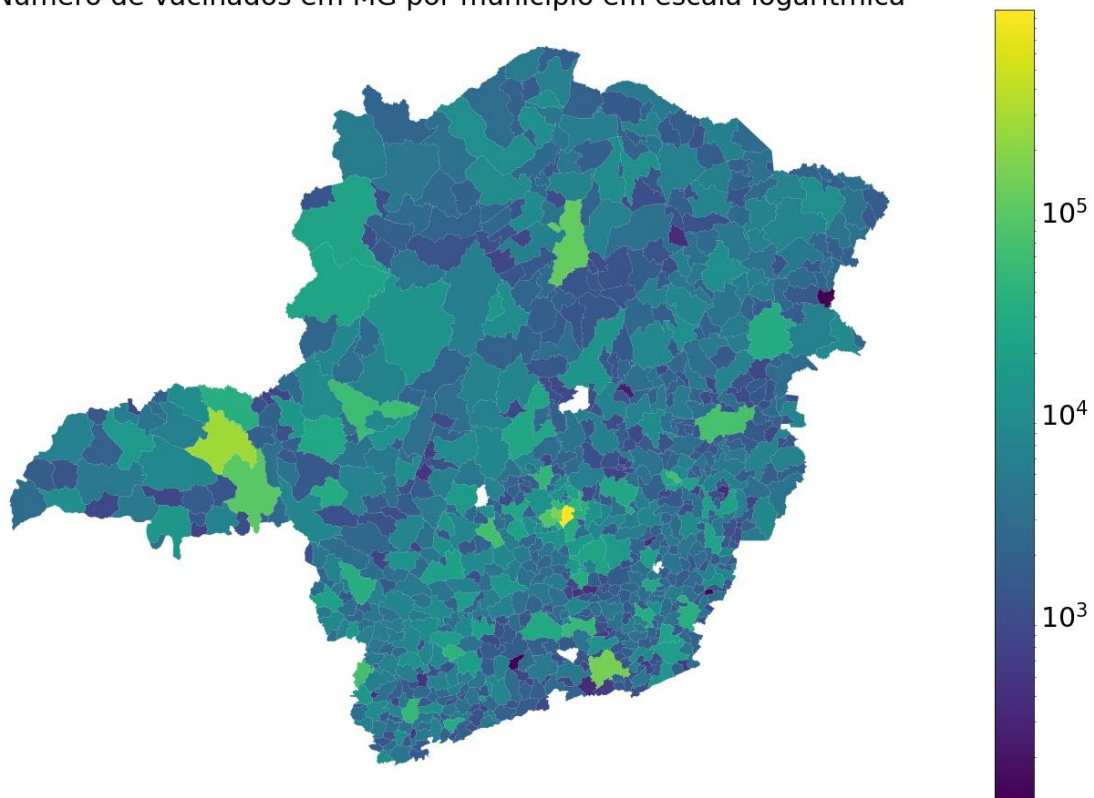 Número de vacinados em MG por município em escala logarítmica
10⁵
10⁴
10³